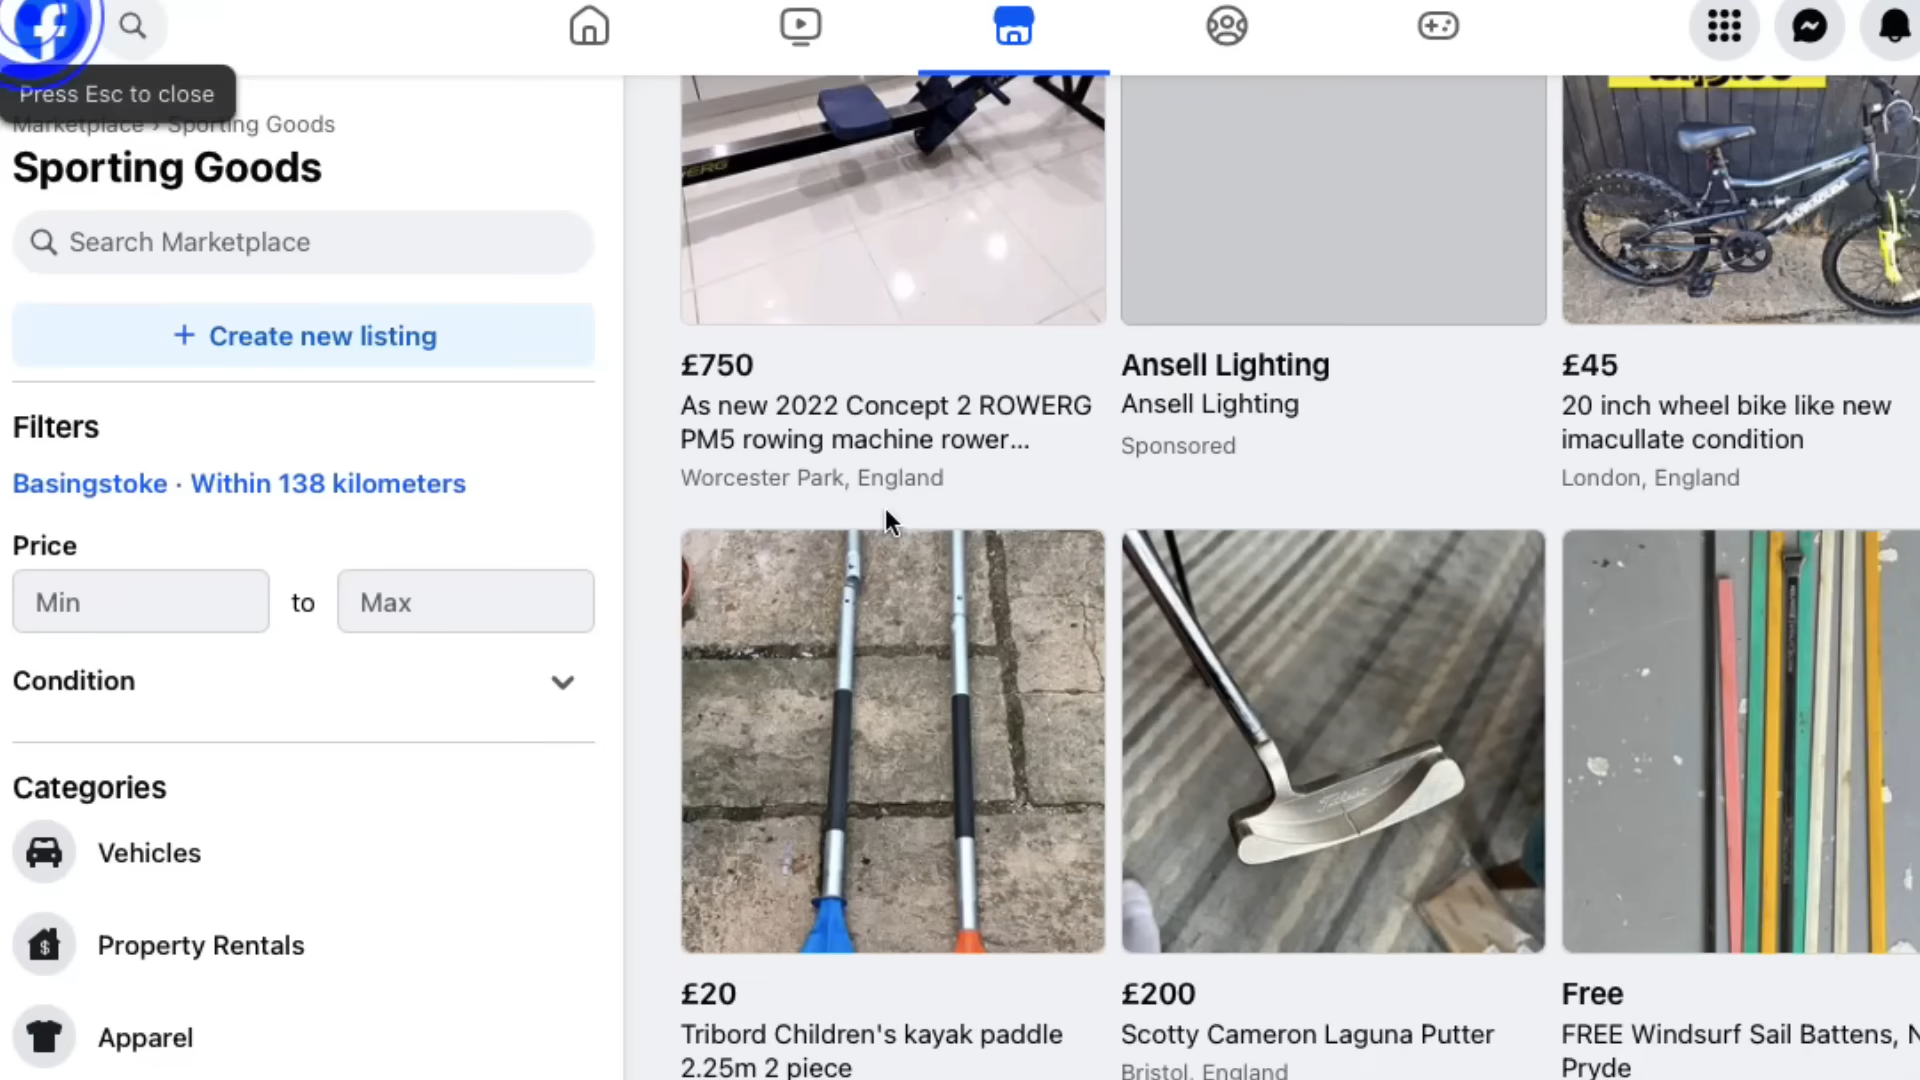 Press Esc to close
Marketplace › Sporting Goods
Sporting Goods
Search Marketplace
+ Create new listing
Filters
Basingstoke · Within 138 kilometers
Price
Min
to
Max
Condition
Categories
Vehicles
Property Rentals
Apparel
£750
As new 2022 Concept 2 ROWERG
PM5 rowing machine rower...
Worcester Park, England
Ansell Lighting
Ansell Lighting
Sponsored
£45
20 inch wheel bike like new
imacullate condition
London, England
£20
Tribord Children's kayak paddle
2.25m 2 piece
£200
Scotty Cameron Laguna Putter
Bristol, England
Free
FREE Windsurf Sail Battens, N
Pryde